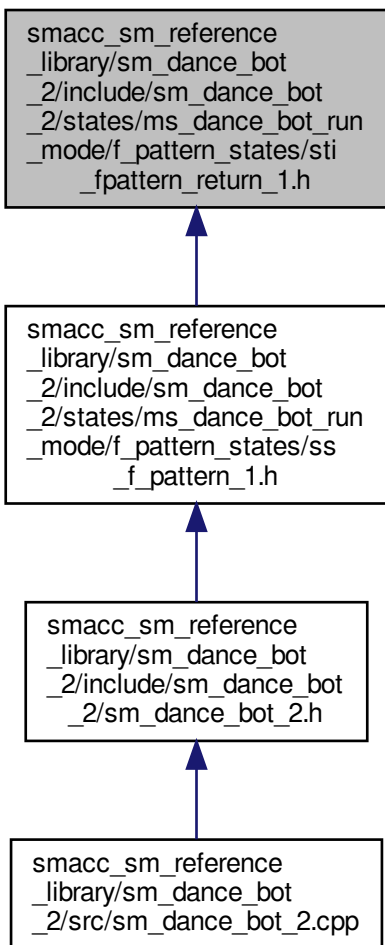 smacc_sm_reference
_library/sm_dance_bot
_2/include/sm_dance_bot
_2/states/ms_dance_bot_run
_mode/f_pattern_states/sti
_fpattern_return_1.h
smacc_sm_reference
_library/sm_dance_bot
_2/include/sm_dance_bot
_2/states/ms_dance_bot_run
_mode/f_pattern_states/ss
_f_pattern_1.h
smacc_sm_reference
_library/sm_dance_bot
_2/include/sm_dance_bot
_2/sm_dance_bot_2.h
smacc_sm_reference
_library/sm_dance_bot
_2/src/sm_dance_bot_2.cpp